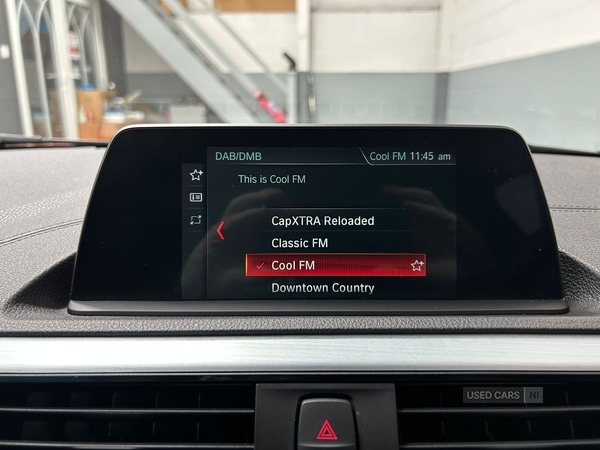 DAB/DMB
Cool FM 11:45 am
This is Cool FM
CapXTRA Reloaded
Classic FM
Cool FM
Downtown Country
USED CARS NI